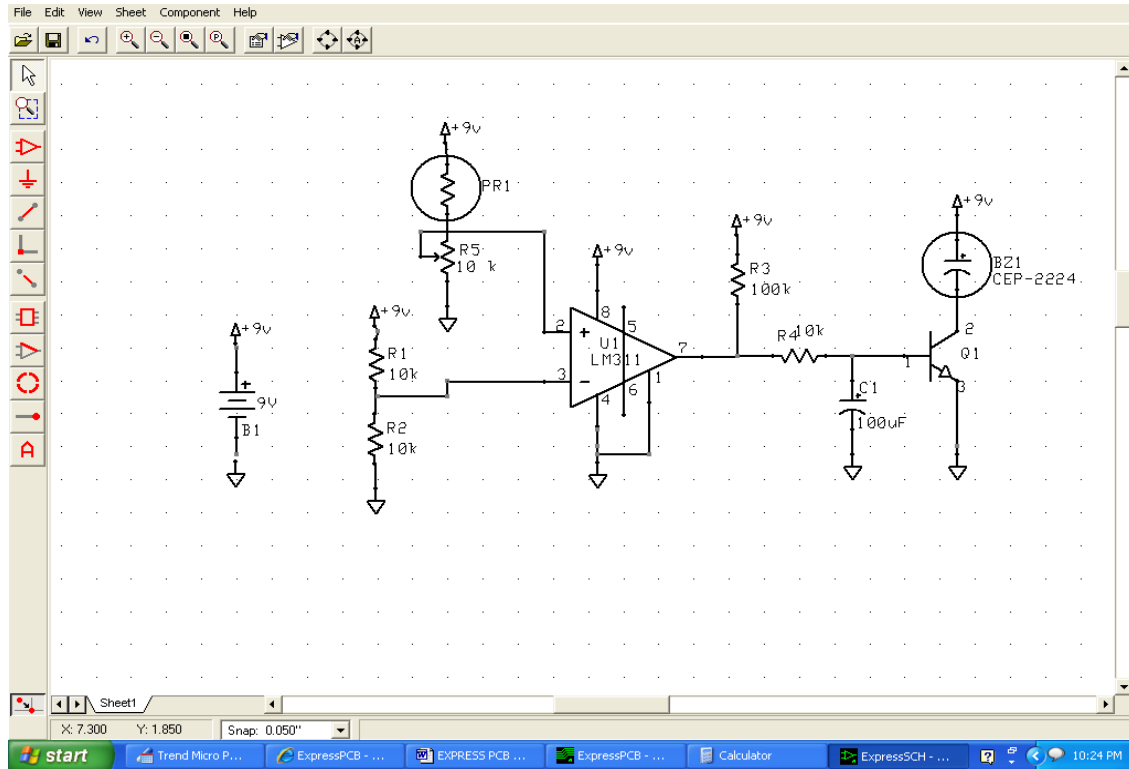 File Edit View Sheet Component Help
+9v
PR1
R5
10 k
+9v
8
5
2
+
U1
LM311
7
1
3
-
4
6
+9v
R3
100k
R4 10k
C1
100uF
+9v
BZ1
CEP-2224
2
Q1
1
3
+9v
R1
10k
R2
10k
+9v
+
9V
B1
A
Sheet1
X: 7.300 Y: 1.850 Snap: 0.050"
start Trend Micro P... ExpressPCB - ... EXPRESS PCB ... ExpressPCB - ... Calculator ExpressSCH - ... 10:24 PM